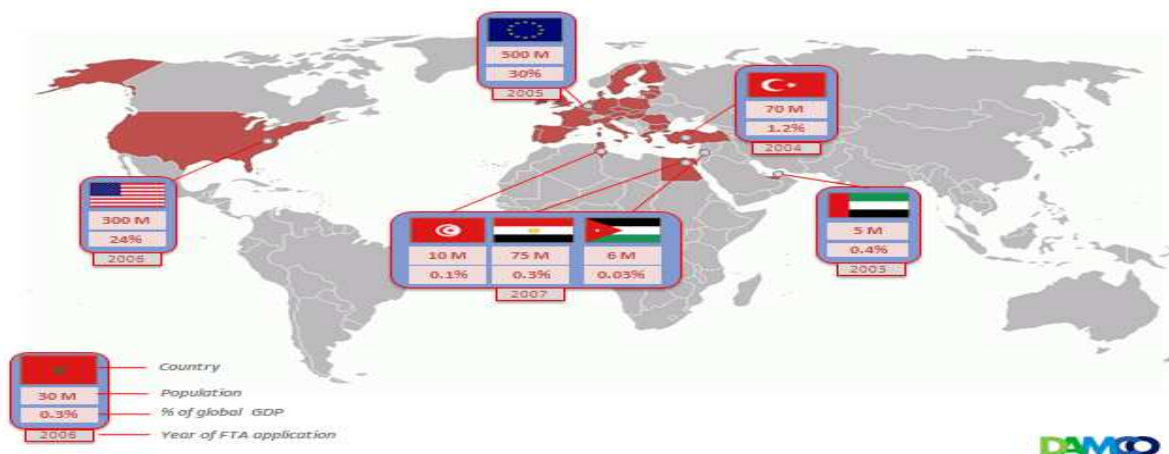 500 M
30%
2005
70 M
1.2%
2004
300 M
24%
2006
10 M 75 M 6 M
0.1% 0.3% 0.03%
2007
5 M
0.4%
2003
Country
30 M Population
0.3% % of global GDP
2006 Year of FTA application
DAMCO